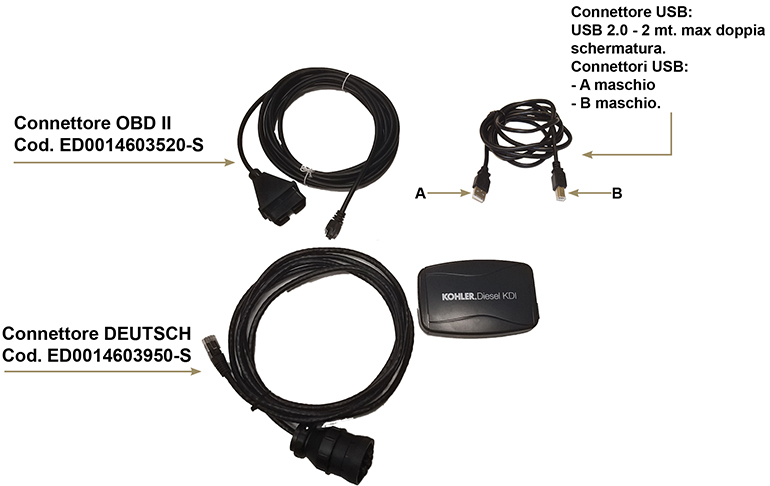 Connettore USB:
USB 2.0 - 2 mt. max doppia
schermatura.
Connettori USB:
- A maschio
- B maschio.
Connettore OBD II
Cod. ED0014603520-S
A
B
KOHLER.Diesel KDI
Connettore DEUTSCH
Cod. ED0014603950-S